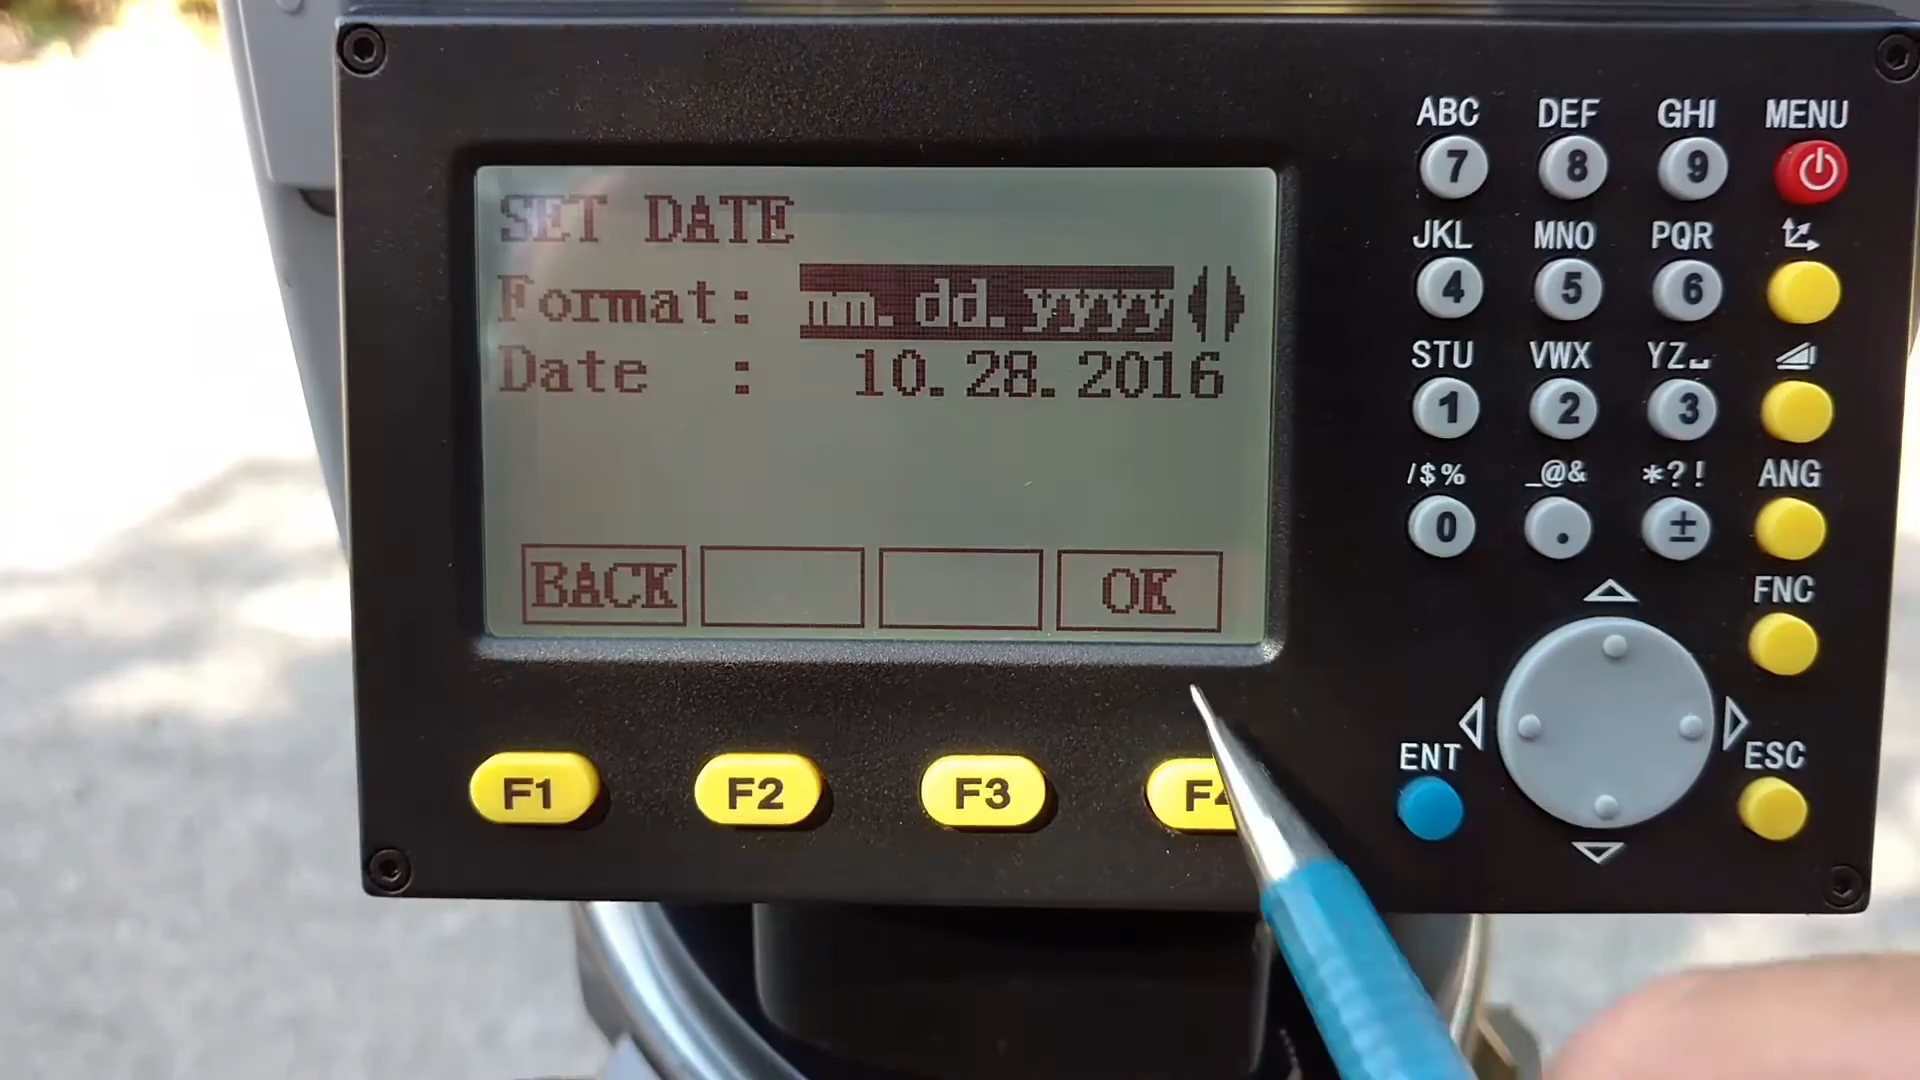 SET DATE
Format: mm.dd.yyyy
Date : 10.28.2016
BACK OK
F1 F2 F3 F4
ABC DEF GHI MENU
7 8 9
JKL MNO PQR
4 5 6
STU VWX YZ␣
1 2 3
/$% _@& *?! ANG
0 . ±
FNC
ENT ESC